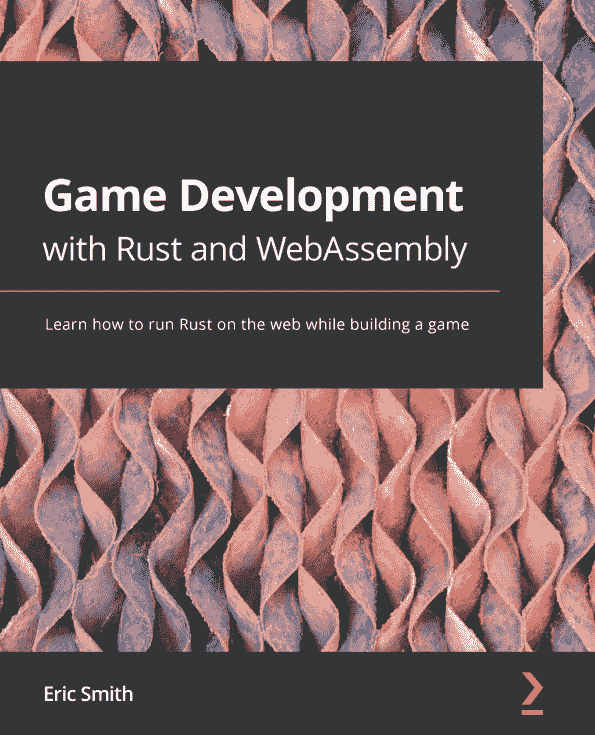 Game Development
with Rust and WebAssembly
Learn how to run Rust on the web while building a game
Eric Smith